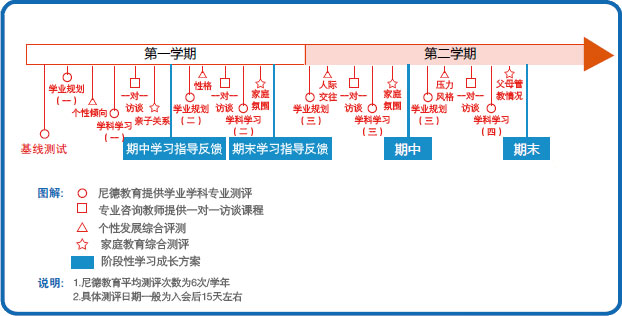 第一学期
第二学期
基线测试
学业规划
(一)
个性倾向
学科学习
(一)
一对一
访谈
亲子关系
期中学习指导反馈
学业规划
(二)
性格
一对一
访谈
学科学习
(二)
家庭
氛围
期末学习指导反馈
学业规划
(三)
人际
交往
一对一
访谈
学科学习
(三)
家庭
氛围
期中
学业规划
(三)
压力
风格
一对一
访谈
学科学习
(四)
父母管
教情况
期末
图解:
尼德教育提供学业学科专业测评
专业咨询教师提供一对一访谈课程
个性发展综合评测
家庭教育综合测评
阶段性学习成长方案
说明:
1.尼德教育平均测评次数为6次/学年
2.具体测评日期一般为入会后15天左右